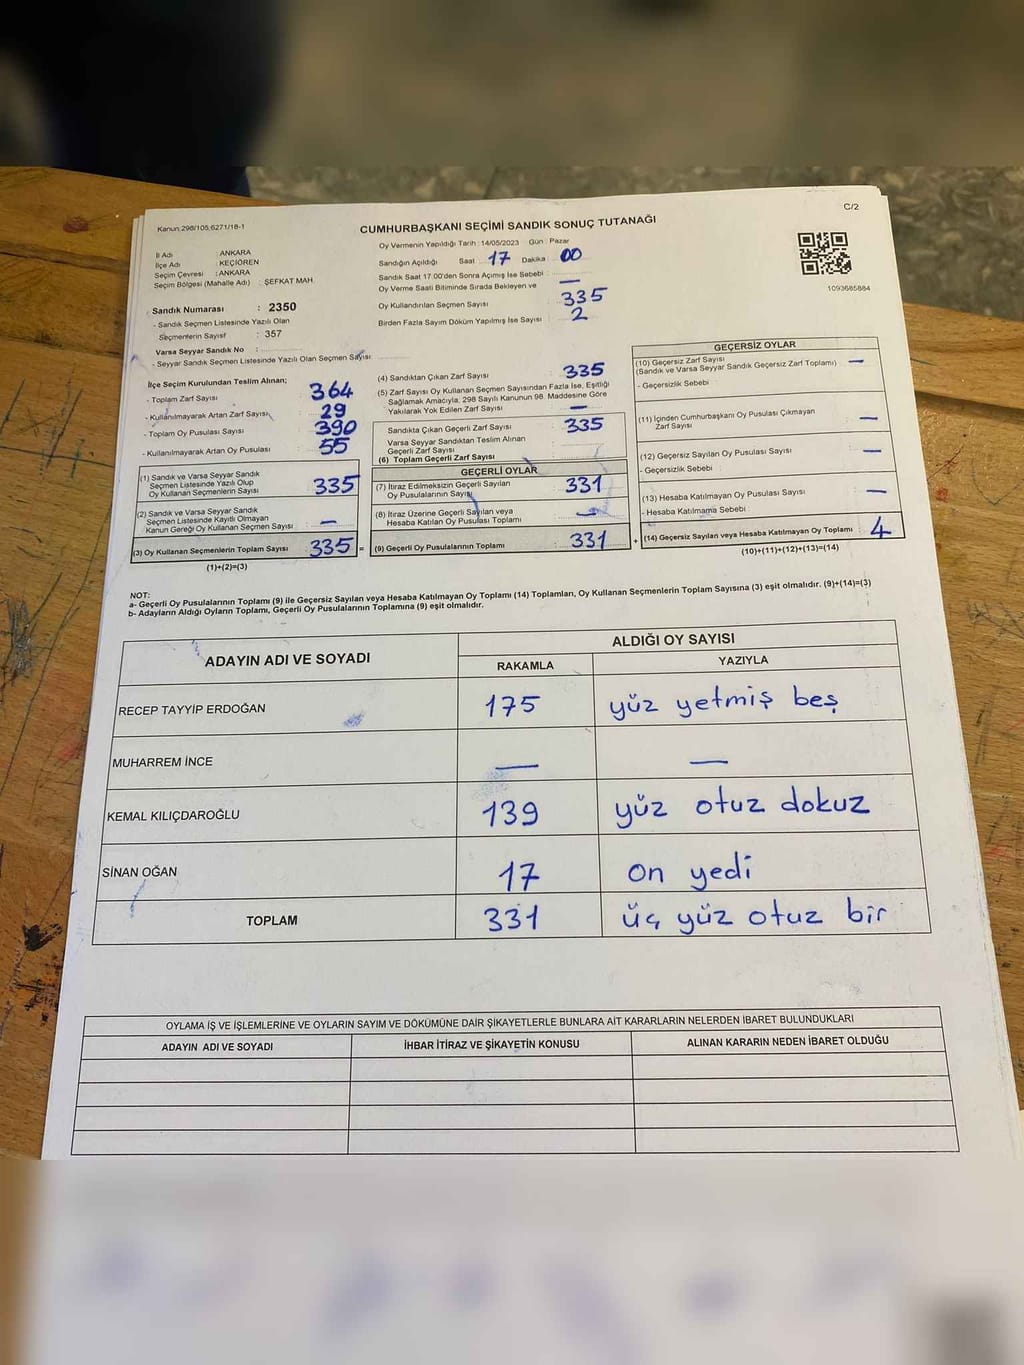 C/2
Kanun:298/105,6271/18-1
CUMHURBAŞKANI SEÇİMİ SANDIK SONUÇ TUTANAĞI
İl Adı : ANKARA
İlçe Adı : KEÇİÖREN
Seçim Çevresi : ANKARA
Seçim Bölgesi (Mahalle Adı) : ŞEFKAT MAH.
Oy Vermenin Yapıldığı Tarih : 14/05/2023 Gün : Pazar
Sandığın Açıldığı Saat : 17 Dakika : 00
Sandık Saat 17.00'den Sonra Açımış İse Sebebi :
Oy Verme Saati Bitiminde Sırada Bekleyen ve —
Oy Kullandırılan Seçmen Sayısı : 335
Birden Fazla Sayım Döküm Yapılmış İse Sayısı : 2
1093685884
Sandık Numarası : 2350
- Sandık Seçmen Listesinde Yazılı Olan
Seçmenlerin Sayısı : 357
Varsa Seyyar Sandık No :
- Seyyar Sandık Seçmen Listesinde Yazılı Olan Seçmen Sayısı:
İlçe Seçim Kurulundan Teslim Alınan;
- Toplam Zarf Sayısı : 364
- Kullanılmayarak Artan Zarf Sayısı : 29
- Toplam Oy Pusulası Sayısı : 390
- Kullanılmayarak Artan Oy Pusulası : 55
(1) Sandık ve Varsa Seyyar Sandık
Seçmen Listesinde Yazılı Olup
Oy Kullanan Seçmenlerin Sayısı : 335
(2) Sandık ve Varsa Seyyar Sandık
Seçmen Listesinde Kayıtlı Olmayan
Kanun Gereği Oy Kullanan Seçmen Sayısı : —
(3) Oy Kullanan Seçmenlerin Toplam Sayısı : 335 =
(1)+(2)=(3)
(4) Sandıktan Çıkan Zarf Sayısı : 335
(5) Zarf Sayısı Oy Kullanan Seçmen Sayısından Fazla İse, Eşitliği
Sağlamak Amacıyla, 298 Sayılı Kanunun 98. Maddesine Göre
Yakılarak Yok Edilen Zarf Sayısı : —
Sandıkta Çıkan Geçerli Zarf Sayısı : 335
Varsa Seyyar Sandıktan Teslim Alınan
Geçerli Zarf Sayısı :
(6) Toplam Geçerli Zarf Sayısı :
GEÇERLİ OYLAR
(7) İtiraz Edilmeksizin Geçerli Sayılan
Oy Pusulalarının Sayısı : 331
(8) İtiraz Üzerine Geçerli Sayılan veya
Hesaba Katılan Oy Pusulası Toplamı : —
(9) Geçerli Oy Pusulalarının Toplamı : 331 +
GEÇERSİZ OYLAR
(10) Geçersiz Zarf Sayısı : —
(Sandık ve Varsa Seyyar Sandık Geçersiz Zarf Toplamı)
- Geçersizlik Sebebi :
(11) İçinden Cumhurbaşkanı Oy Pusulası Çıkmayan
Zarf Sayısı : —
(12) Geçersiz Sayılan Oy Pusulası Sayısı : —
- Geçersizlik Sebebi :
(13) Hesaba Katılmayan Oy Pusulası Sayısı : —
- Hesaba Katılmama Sebebi :
(14) Geçersiz Sayılan veya Hesaba Katılmayan Oy Toplamı : 4
(10)+(11)+(12)+(13)=(14)
NOT:
a- Geçerli Oy Pusulalarının Toplamı (9) ile Geçersiz Sayılan veya Hesaba Katılmayan Oy Toplamı (14) Toplamları, Oy Kullanan Seçmenlerin Toplam Sayısına (3) eşit olmalıdır. (9)+(14)=(3)
b- Adayların Aldığı Oyların Toplamı, Geçerli Oy Pusulalarının Toplamına (9) eşit olmalıdır.
ADAYIN ADI VE SOYADI
ALDIĞI OY SAYISI
RAKAMLA YAZIYLA
RECEP TAYYİP ERDOĞAN 175 yüz yetmiş beş
MUHARREM İNCE — —
KEMAL KILIÇDAROĞLU 139 yüz otuz dokuz
SİNAN OĞAN 17 on yedi
TOPLAM 331 üç yüz otuz bir
OYLAMA İŞ VE İŞLEMLERİNE VE OYLARIN SAYIM VE DÖKÜMÜNE DAİR ŞİKAYETLERLE BUNLARA AİT KARARLARIN NELERDEN İBARET BULUNDUKLARI
ADAYIN ADI VE SOYADI İHBAR İTİRAZ VE ŞİKAYETİN KONUSU ALINAN KARARIN NEDEN İBARET OLDUĞU